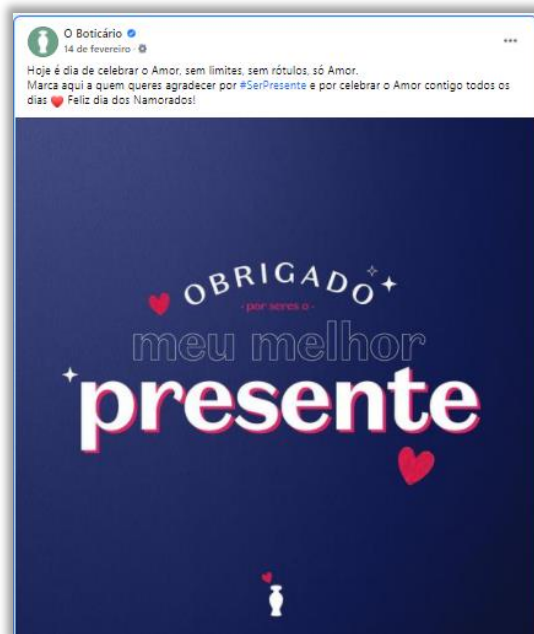 O Boticário
14 de fevereiro ·
Hoje é dia de celebrar o Amor, sem limites, sem rótulos, só Amor.
Marca aqui a quem queres agradecer por #SerPresente e por celebrar o Amor contigo todos os
dias ❤️ Feliz dia dos Namorados!
OBRIGADO
- por seres o -
meu melhor
presente